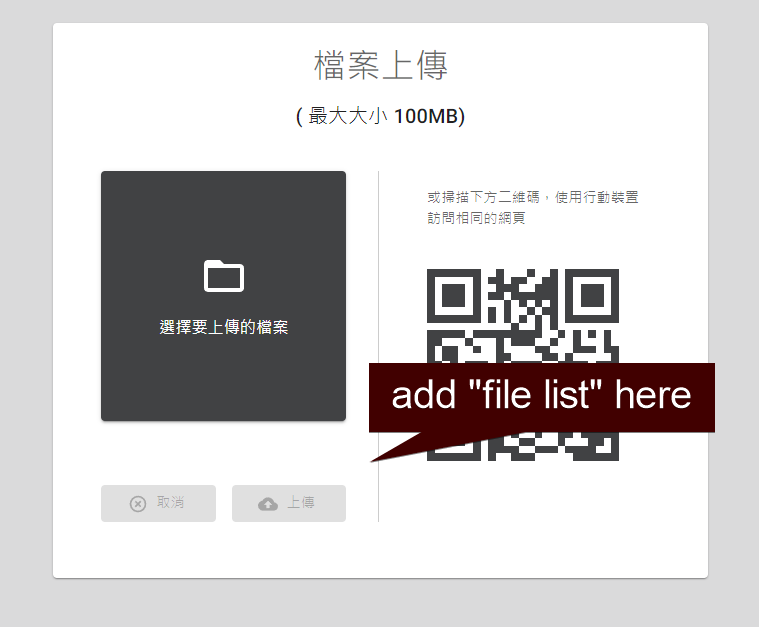 檔案上傳
( 最大大小 100MB)
選擇要上傳的檔案
或掃描下方二維碼，使用行動裝置
訪問相同的網頁
add "file list" here
取消
上傳